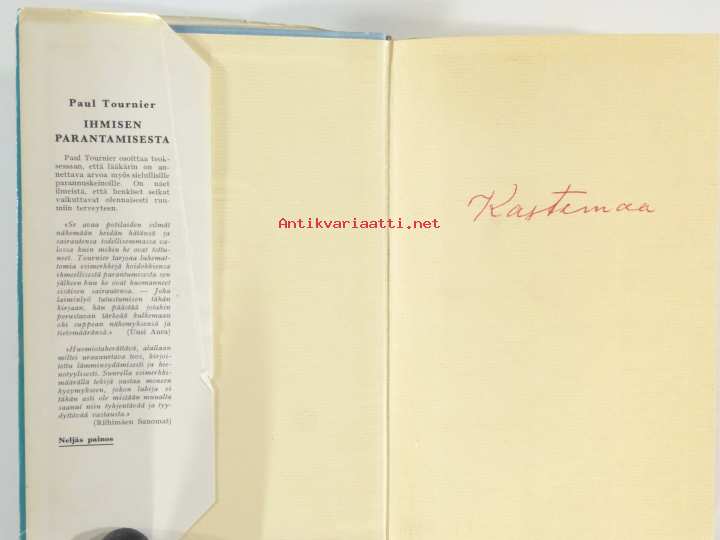 Paul Tournier
IHMISEN
PARANTAMISESTA
Paul Tournier osoittaa teok-
sessaan, että lääkärin on an-
nettava arvoa myös sielullisille
parannuskeinoille. On näet
ilmeistä, että henkiset seikat
vaikuttavat olennaisesti ruu-
miin terveyteen.
«Se avaa potilaiden silmät
näkemään heidän hätänsä ja
sairautensa todellisemmassa va-
lossa kuin mihin he ovat tottu-
neet. Tournier tarjoaa lukemat-
tomia esimerkkejä hoidokkiensa
ihmeellisestä parantumisesta sen
jälkeen kun he ovat huomanneet
sisäisen sairautensa. — Joka
laiminlyö tutustumisen tähän
kirjaan, hän päästää jotakin
perustavan tärkeää kulkemaan
ohi suppean näkemyksensä ja
tietomääränsä.» (Uusi Aura)
«Huomiotaherättävä, alallaan
miltei uraauurtava teos, kirjoi-
tettu lämminsydämisesti ja hie-
notyylisesti. Suurella esimerkki-
määrällä tekijä vastaa moneen
kysymykseen, johon lukija ei
tähän asti ole mistään muualta
saanut niin tyhjentävää ja tyy-
dyttävää vastausta.»
(Riihimäen Sanomat)
Neljäs painos
Kastemaa
Antikvariaatti.net